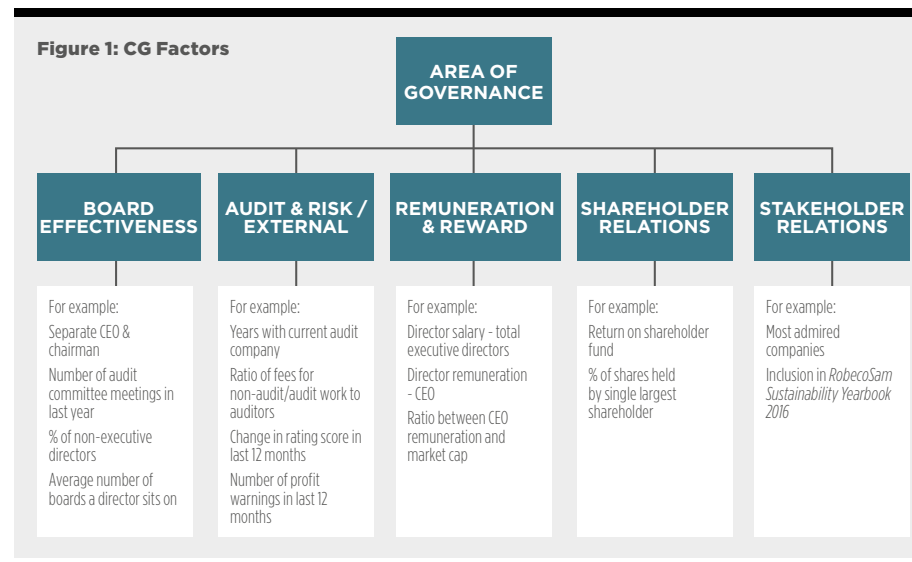 Figure 1: CG Factors
AREA OF
GOVERNANCE
BOARD
EFFECTIVENESS
AUDIT & RISK /
EXTERNAL
REMUNERATION
& REWARD
SHAREHOLDER
RELATIONS
STAKEHOLDER
RELATIONS
For example:
Separate CEO &
chairman
Number of audit
committee meetings in
last year
% of non-executive
directors
Average number of
boards a director sits on
For example:
Years with current audit
company
Ratio of fees for
non-audit/audit work to
auditors
Change in rating score in
last 12 months
Number of profit
warnings in last 12
months
For example:
Director salary - total
executive directors
Director remuneration
- CEO
Ratio between CEO
remuneration and
market cap
For example:
Return on shareholder
fund
% of shares held
by single largest
shareholder
For example:
Most admired
companies
Inclusion in RobecoSam
Sustainability Yearbook
2016